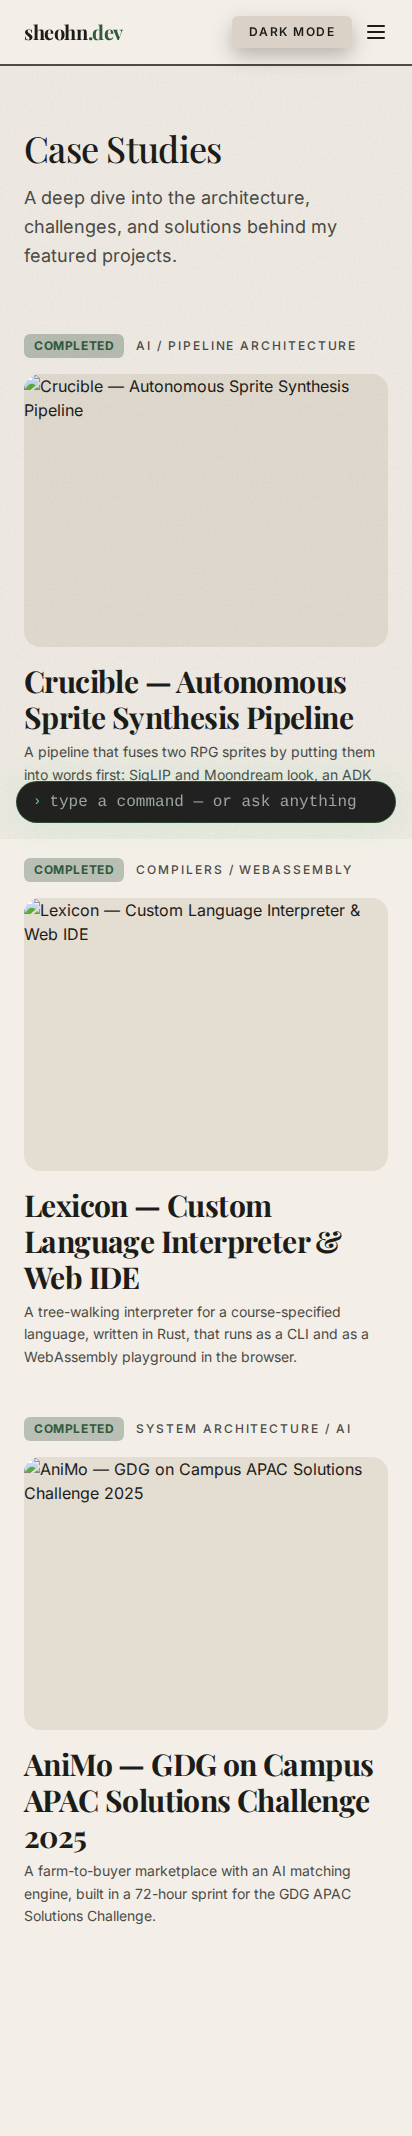 sheohn.dev
DARK MODE
Case Studies
A deep dive into the architecture,
challenges, and solutions behind my
featured projects.
COMPLETED
AI / PIPELINE ARCHITECTURE
Crucible — Autonomous Sprite Synthesis
Pipeline
Crucible — Autonomous
Sprite Synthesis Pipeline
A pipeline that fuses two RPG sprites by putting them
into words first: SigLIP and Moondream look, an ADK
› type a command — or ask anything
COMPLETED
COMPILERS / WEBASSEMBLY
Lexicon — Custom Language Interpreter &
Web IDE
Lexicon — Custom
Language Interpreter &
Web IDE
A tree-walking interpreter for a course-specified
language, written in Rust, that runs as a CLI and as a
WebAssembly playground in the browser.
COMPLETED
SYSTEM ARCHITECTURE / AI
AniMo — GDG on Campus APAC Solutions
Challenge 2025
AniMo — GDG on Campus
APAC Solutions Challenge
2025
A farm-to-buyer marketplace with an AI matching
engine, built in a 72-hour sprint for the GDG APAC
Solutions Challenge.